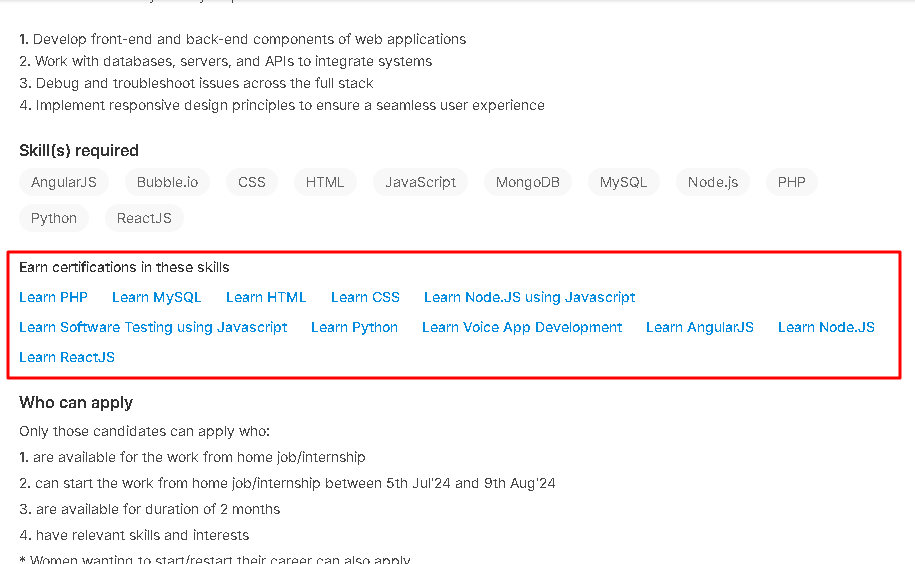 1. Develop front-end and back-end components of web applications
2. Work with databases, servers, and APIs to integrate systems
3. Debug and troubleshoot issues across the full stack
4. Implement responsive design principles to ensure a seamless user experience
Skill(s) required
AngularJS Bubble.io CSS HTML JavaScript MongoDB MySQL Node.js PHP
Python ReactJS
Earn certifications in these skills
Learn PHP Learn MySQL Learn HTML Learn CSS Learn Node.JS using Javascript
Learn Software Testing using Javascript Learn Python Learn Voice App Development Learn AngularJS Learn Node.JS
Learn ReactJS
Who can apply
Only those candidates can apply who:
1. are available for the work from home job/internship
2. can start the work from home job/internship between 5th Jul'24 and 9th Aug'24
3. are available for duration of 2 months
4. have relevant skills and interests
* Women wanting to start/restart their career can also apply.